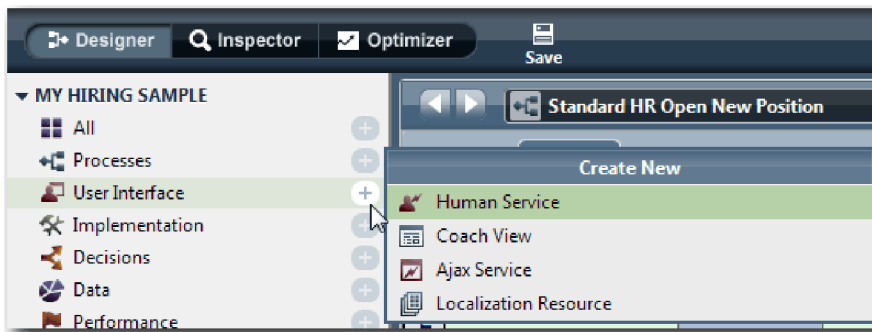 Designer Inspector Optimizer
Save
MY HIRING SAMPLE
Standard HR Open New Position
All
Processes
Create New
User Interface
Human Service
Implementation
Coach View
Decisions
Ajax Service
Data
Localization Resource
Performance